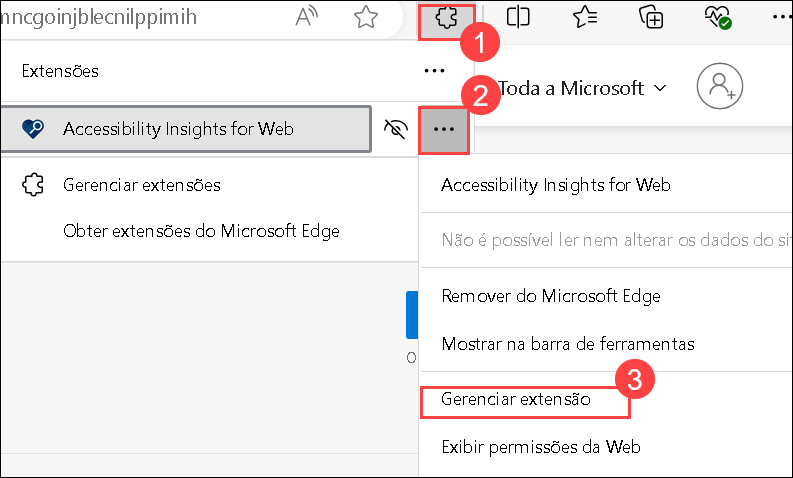 nncgoinjblecnilppimih
1
Extensões
Toda a Microsoft
2
Accessibility Insights for Web
Gerenciar extensões
Obter extensões do Microsoft Edge
Accessibility Insights for Web
Não é possível ler nem alterar os dados do sit
Remover do Microsoft Edge
Mostrar na barra de ferramentas
3
Gerenciar extensão
Exibir permissões da Web